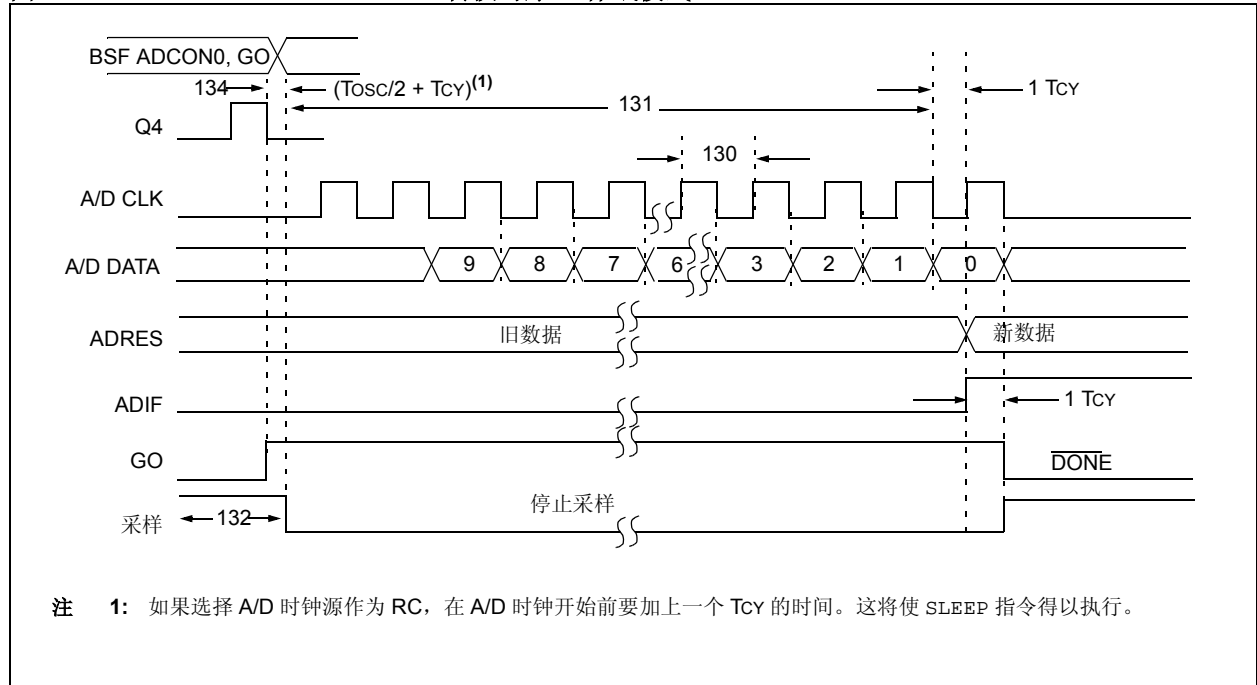 BSF ADCON0, GO
134
(TOSC/2 + TCY)(1)
131
1 TCY
Q4
130
A/D CLK
A/D DATA
9
8
7
6
3
2
1
0
ADRES
旧数据
新数据
ADIF
1 TCY
GO
DONE
采样
132
停止采样
注 1: 如果选择 A/D 时钟源作为 RC，在 A/D 时钟开始前要加上一个 TCY 的时间。这将使 SLEEP 指令得以执行。